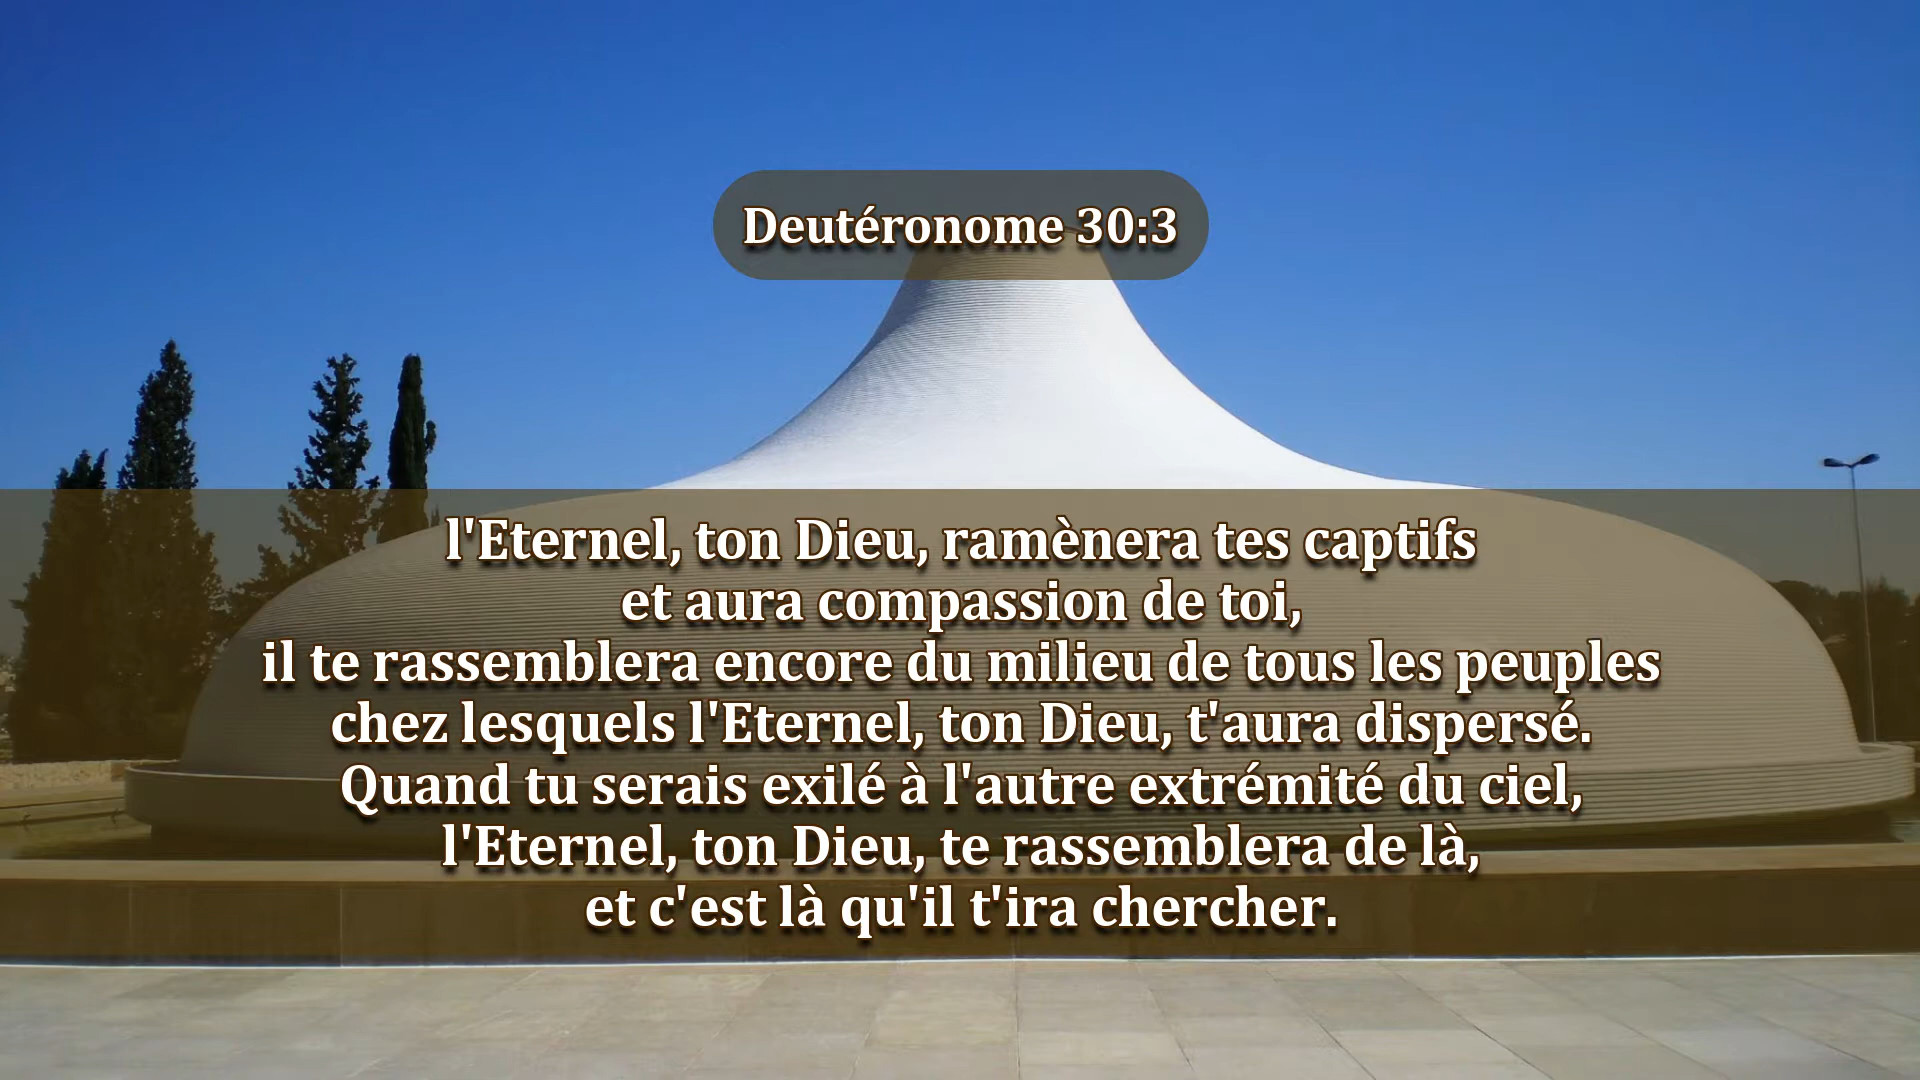 Deutéronome 30:3
l'Eternel, ton Dieu, ramènera tes captifs
et aura compassion de toi,
il te rassemblera encore du milieu de tous les peuples
chez lesquels l'Eternel, ton Dieu, t'aura dispersé.
Quand tu serais exilé à l'autre extrémité du ciel,
l'Eternel, ton Dieu, te rassemblera de là,
et c'est là qu'il t'ira chercher.